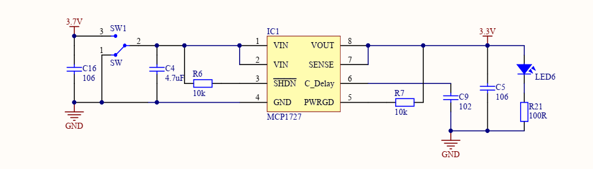 3.7V
SW1
3
2
1
SW
C16
106
C4
4.7uF
R6
10k
GND
IC1
1 VIN VOUT 8
2 VIN SENSE 7
3 SHDN C_Delay 6
4 GND PWRGD 5
MCP1727
R7
10k
C9
102
GND
3.3V
C5
106
LED6
R21
100R